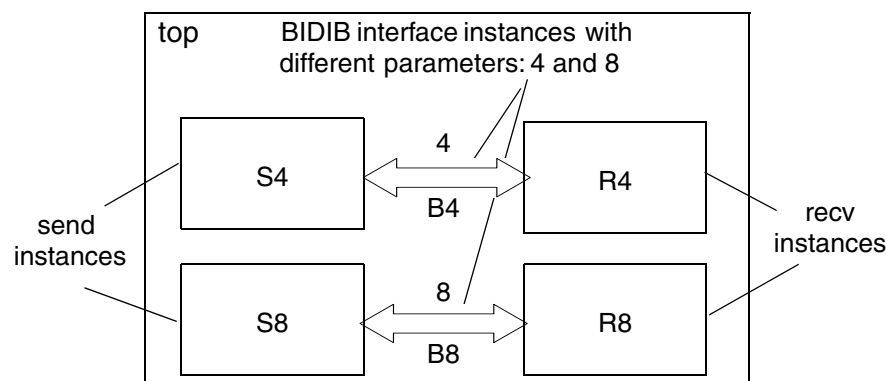 top
BIDIB interface instances with
different parameters: 4 and 8
S4
4
B4
R4
send
instances
recv
instances
S8
8
B8
R8